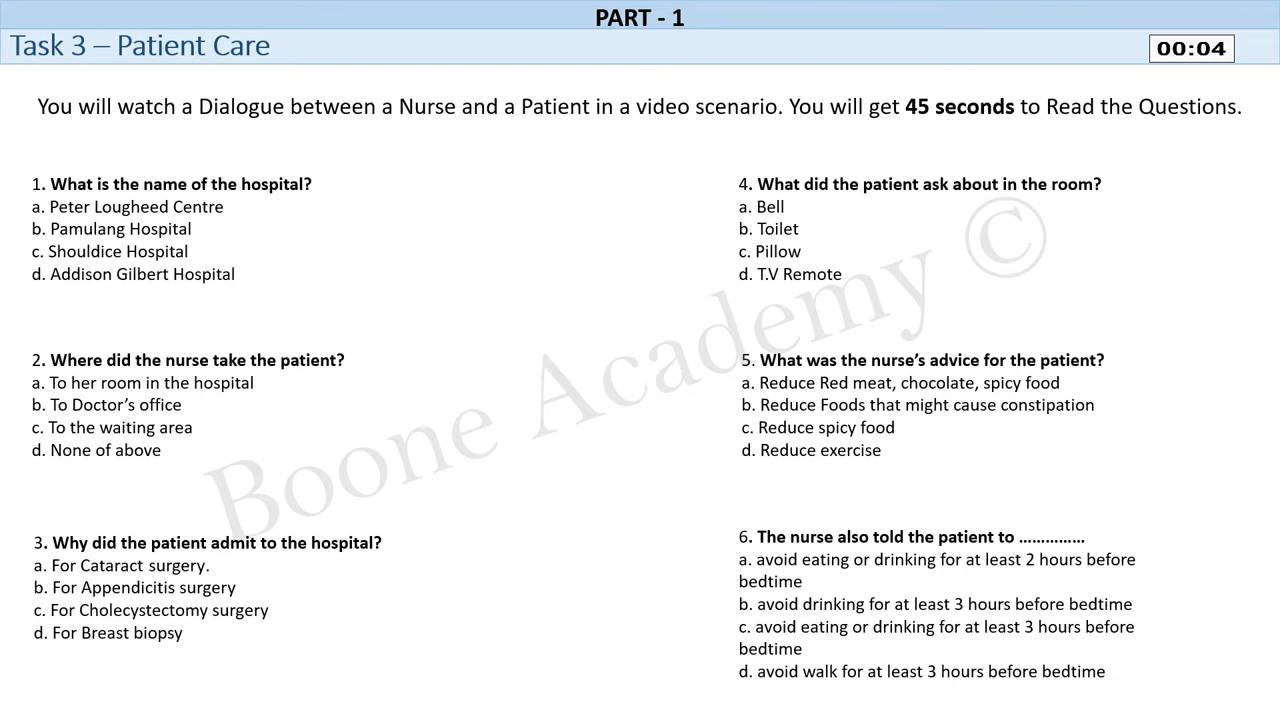 PART - 1
Task 3 – Patient Care
00:04
You will watch a Dialogue between a Nurse and a Patient in a video scenario. You will get 45 seconds to Read the Questions.
1. What is the name of the hospital?
a. Peter Lougheed Centre
b. Pamulang Hospital
c. Shouldice Hospital
d. Addison Gilbert Hospital
2. Where did the nurse take the patient?
a. To her room in the hospital
b. To Doctor’s office
c. To the waiting area
d. None of above
3. Why did the patient admit to the hospital?
a. For Cataract surgery.
b. For Appendicitis surgery
c. For Cholecystectomy surgery
d. For Breast biopsy
4. What did the patient ask about in the room?
a. Bell
b. Toilet
c. Pillow
d. T.V Remote
5. What was the nurse’s advice for the patient?
a. Reduce Red meat, chocolate, spicy food
b. Reduce Foods that might cause constipation
c. Reduce spicy food
d. Reduce exercise
6. The nurse also told the patient to ……………
a. avoid eating or drinking for at least 2 hours before
bedtime
b. avoid drinking for at least 3 hours before bedtime
c. avoid eating or drinking for at least 3 hours before
bedtime
d. avoid walk for at least 3 hours before bedtime
Boone Academy ©